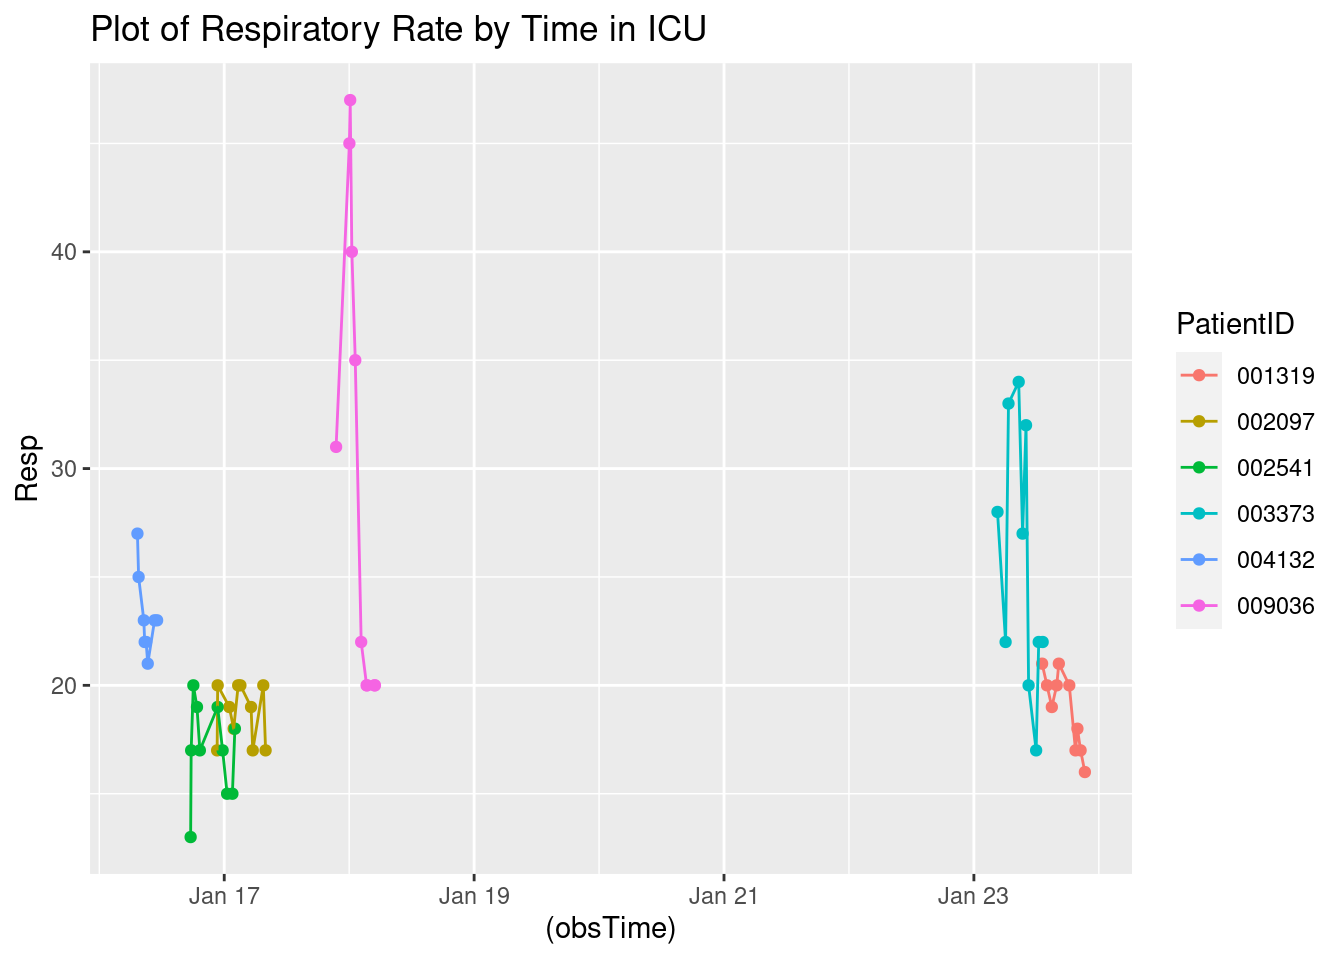 Plot of Respiratory Rate by Time in ICU
Resp
40
30
20
Jan 17
Jan 19
Jan 21
Jan 23
(obsTime)
PatientID
001319
002097
002541
003373
004132
009036